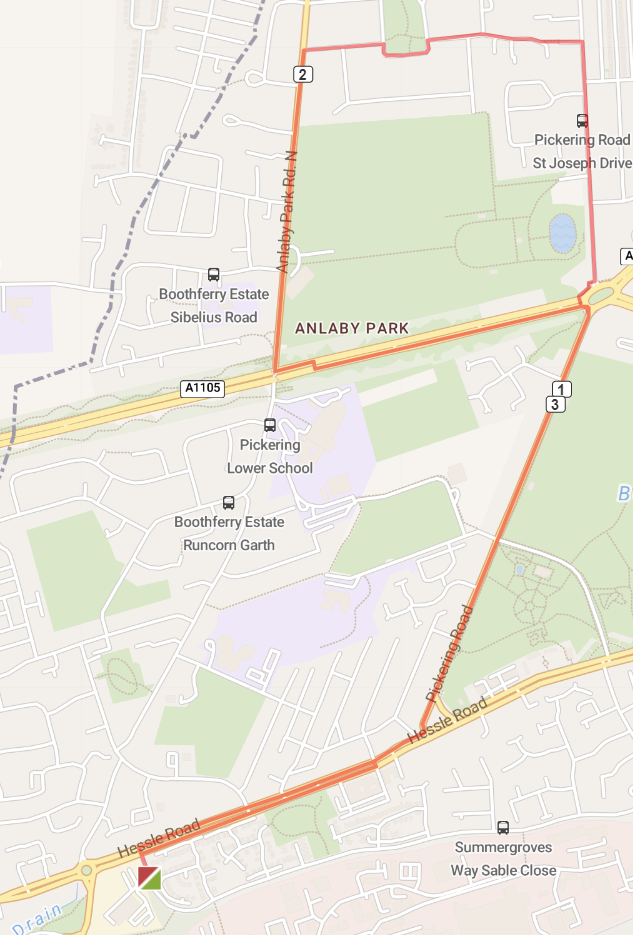 2
Pickering Road
St Joseph Drive
Anlaby Park Rd. N
A
Boothferry Estate
Sibelius Road
ANLABY PARK
A1105
1
3
Pickering
Lower School
B
Boothferry Estate
Runcorn Garth
Pickering Road
Hessle Road
Hessle Road
Summergroves
Way Sable Close
Drain